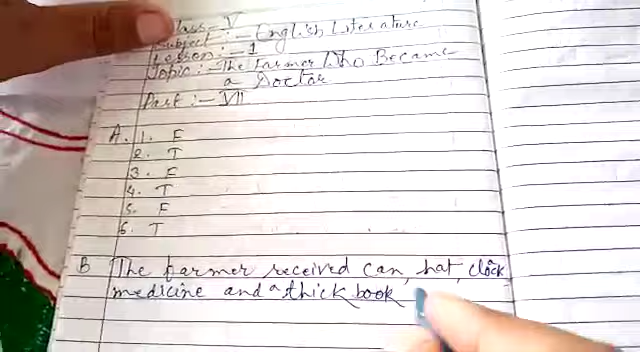 Class - V
Subject :- English Literature
Lesson :- 1
Topic :- The Farmer Who Became
a Doctor
Part :- VII
A. 1. F
2. T
3. F
4. T
5. F
6. T
B The farmer received can, hat, clock,
medicine and a thick book